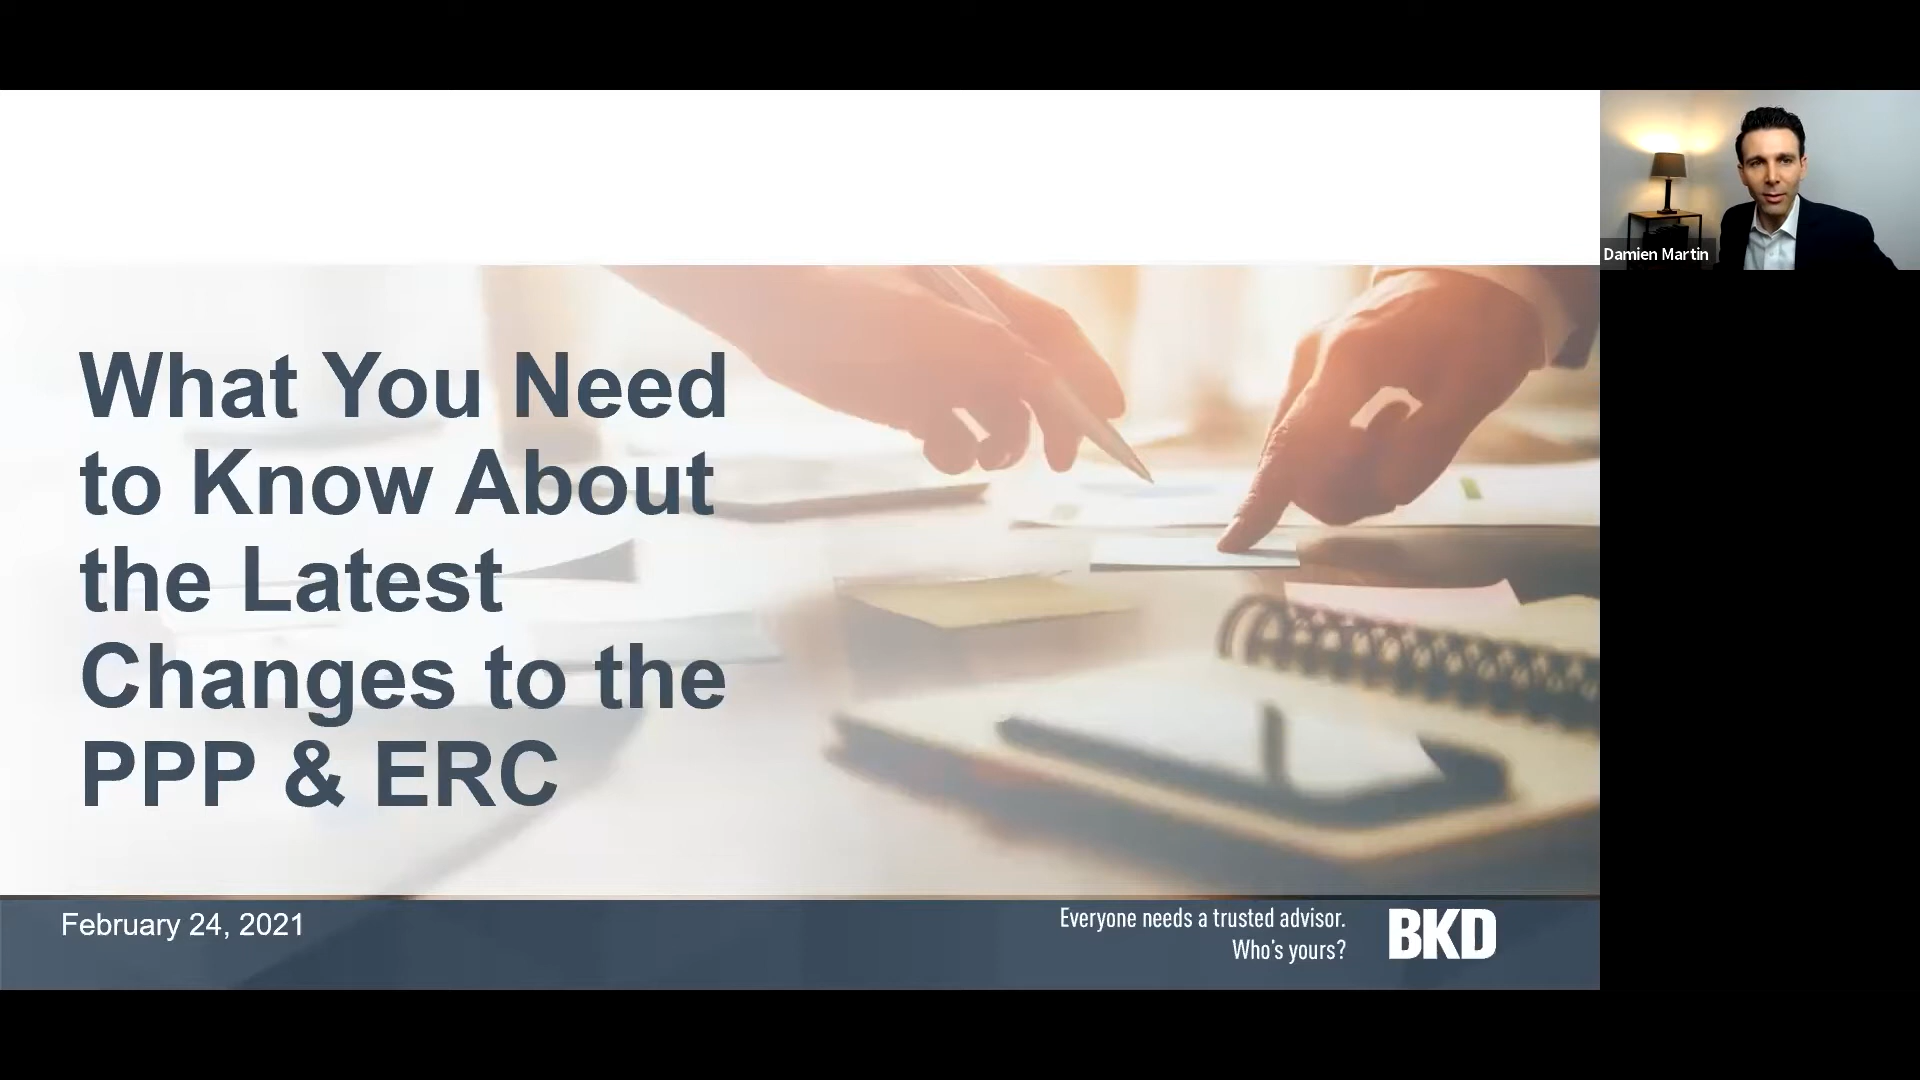 Damien Martin
What You Need
to Know About
the Latest
Changes to the
PPP & ERC
February 24, 2021
Everyone needs a trusted advisor.
Who's yours?
BKD